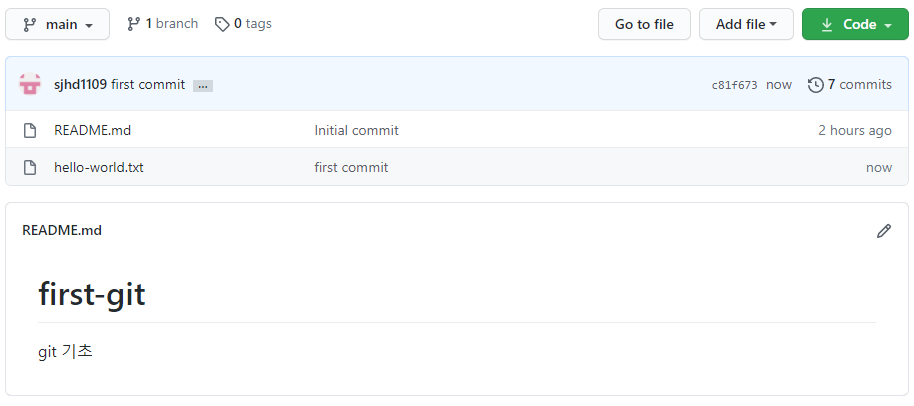 main 1 branch 0 tags Go to file Add file Code
sjhd1109 first commit ... c81f673 now 7 commits
README.md Initial commit 2 hours ago
hello-world.txt first commit now
README.md
first-git
git 기초